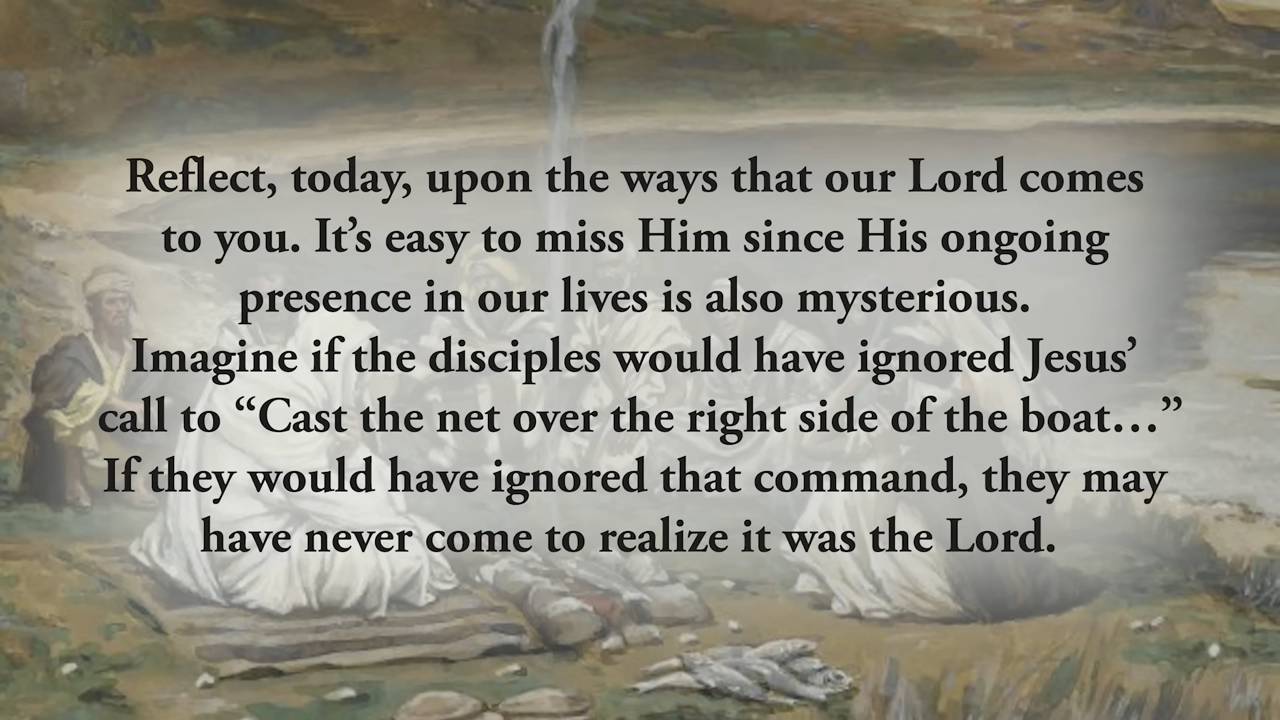 Reflect, today, upon the ways that our Lord comes
to you. It’s easy to miss Him since His ongoing
presence in our lives is also mysterious.
Imagine if the disciples would have ignored Jesus’
call to “Cast the net over the right side of the boat…”
If they would have ignored that command, they may
have never come to realize it was the Lord.